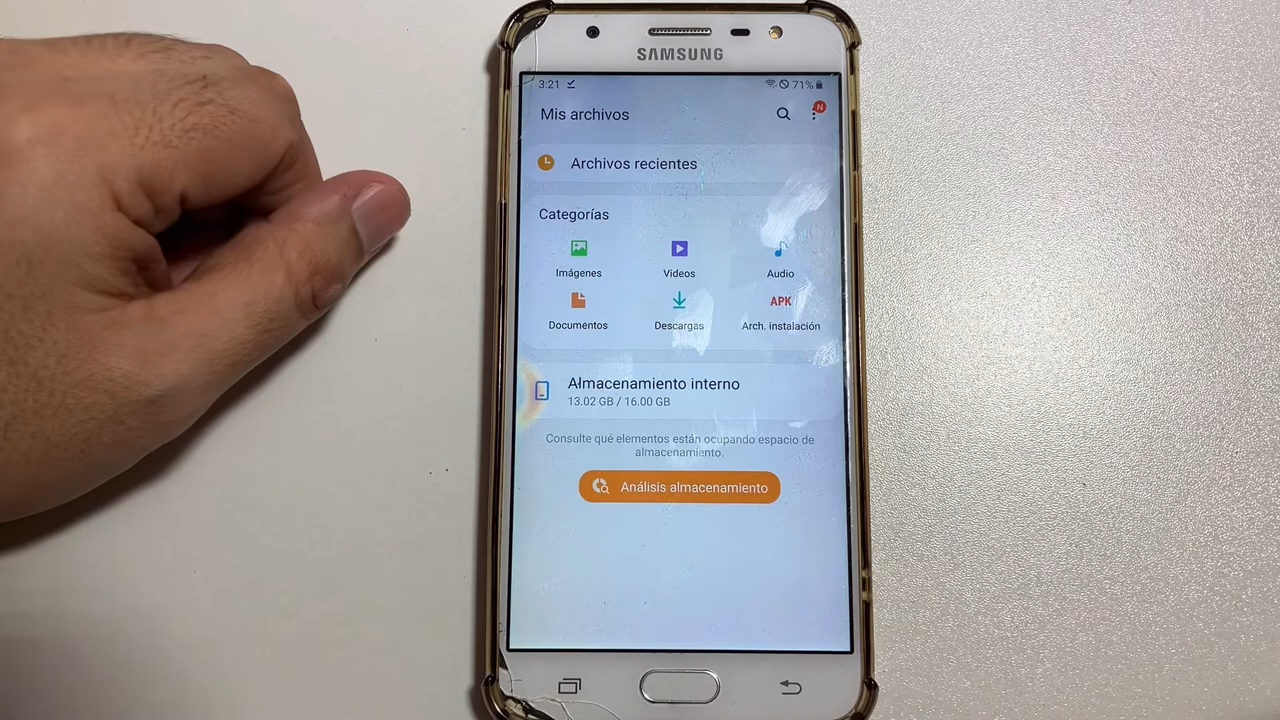 SAMSUNG
3:21 71%
Mis archivos
N
Archivos recientes
Categorías
Imágenes Videos Audio
APK
Documentos Descargas Arch. instalación
Almacenamiento interno
13.02 GB / 16.00 GB
Consulte qué elementos están ocupando espacio de
almacenamiento.
Análisis almacenamiento